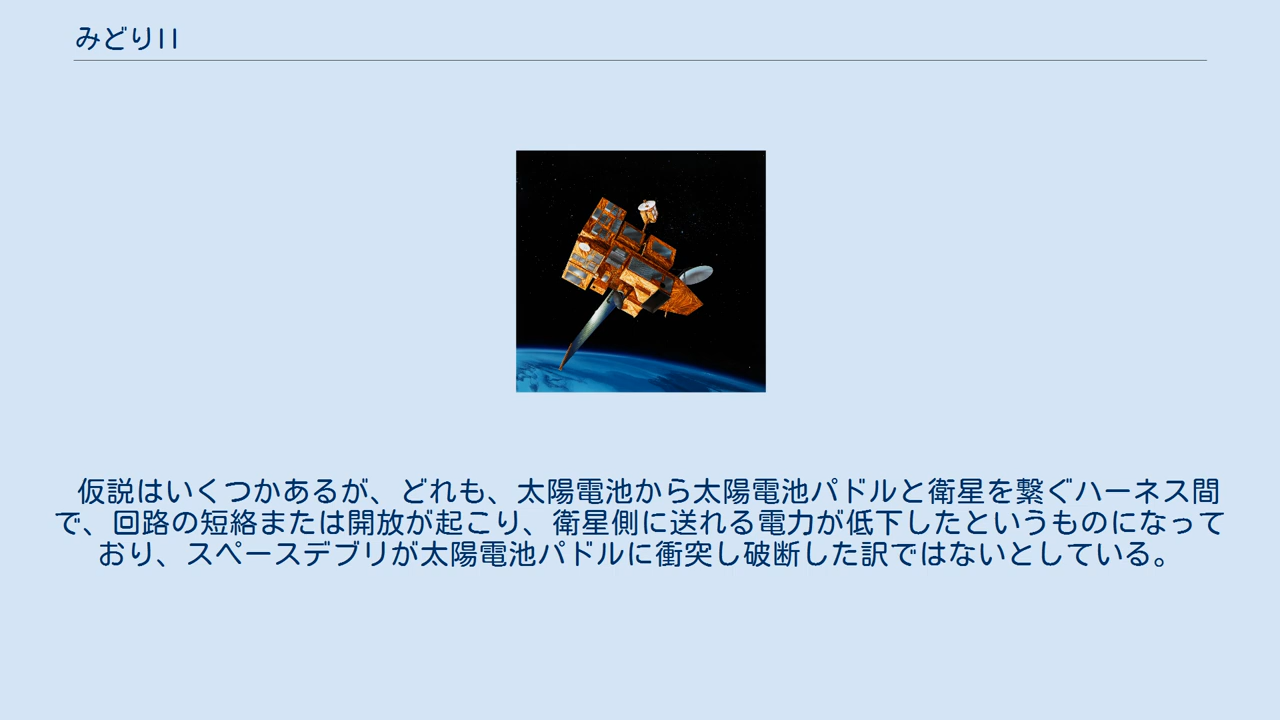 みどりII
仮説はいくつかあるが、どれも、太陽電池から太陽電池パドルと衛星を繋ぐハーネス間
で、回路の短絡または開放が起こり、衛星側に送れる電力が低下したというものになって
おり、スペースデブリが太陽電池パドルに衝突し破断した訳ではないとしている。